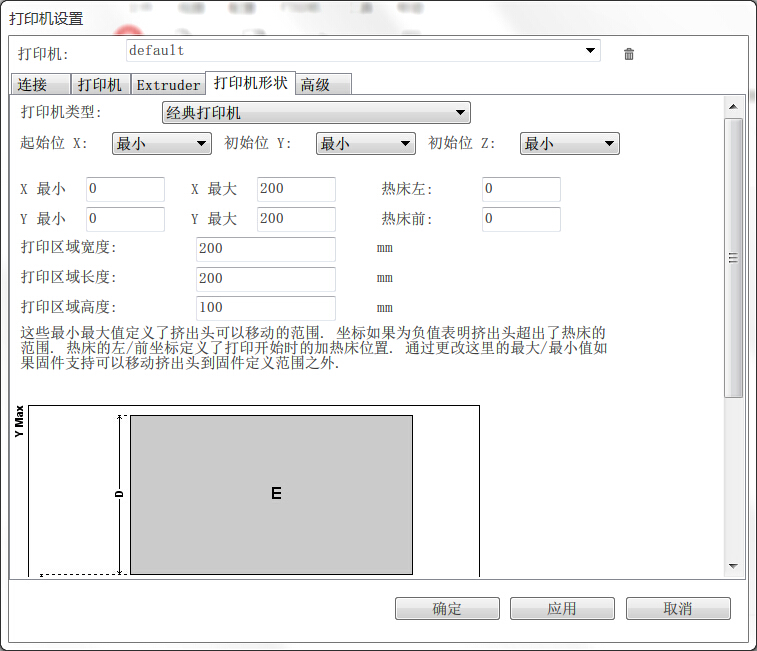 打印机设置
打印机: default
连接 打印机 Extruder 打印机形状 高级
打印机类型: 经典打印机
起始位 X: 最小 初始位 Y: 最小 初始位 Z: 最小
X 最小 0 X 最大 200 热床左: 0
Y 最小 0 Y 最大 200 热床前: 0
打印区域宽度: 200 mm
打印区域长度: 200 mm
打印区域高度: 100 mm
这些最小最大值定义了挤出头可以移动的范围. 坐标如果为负值表明挤出头超出了热床的
范围. 热床的左/前坐标定义了打印开始时的加热床位置. 通过更改这里的最大/最小值如
果固件支持可以移动挤出头到固件定义范围之外.
Y Max
D
E
确定 应用 取消